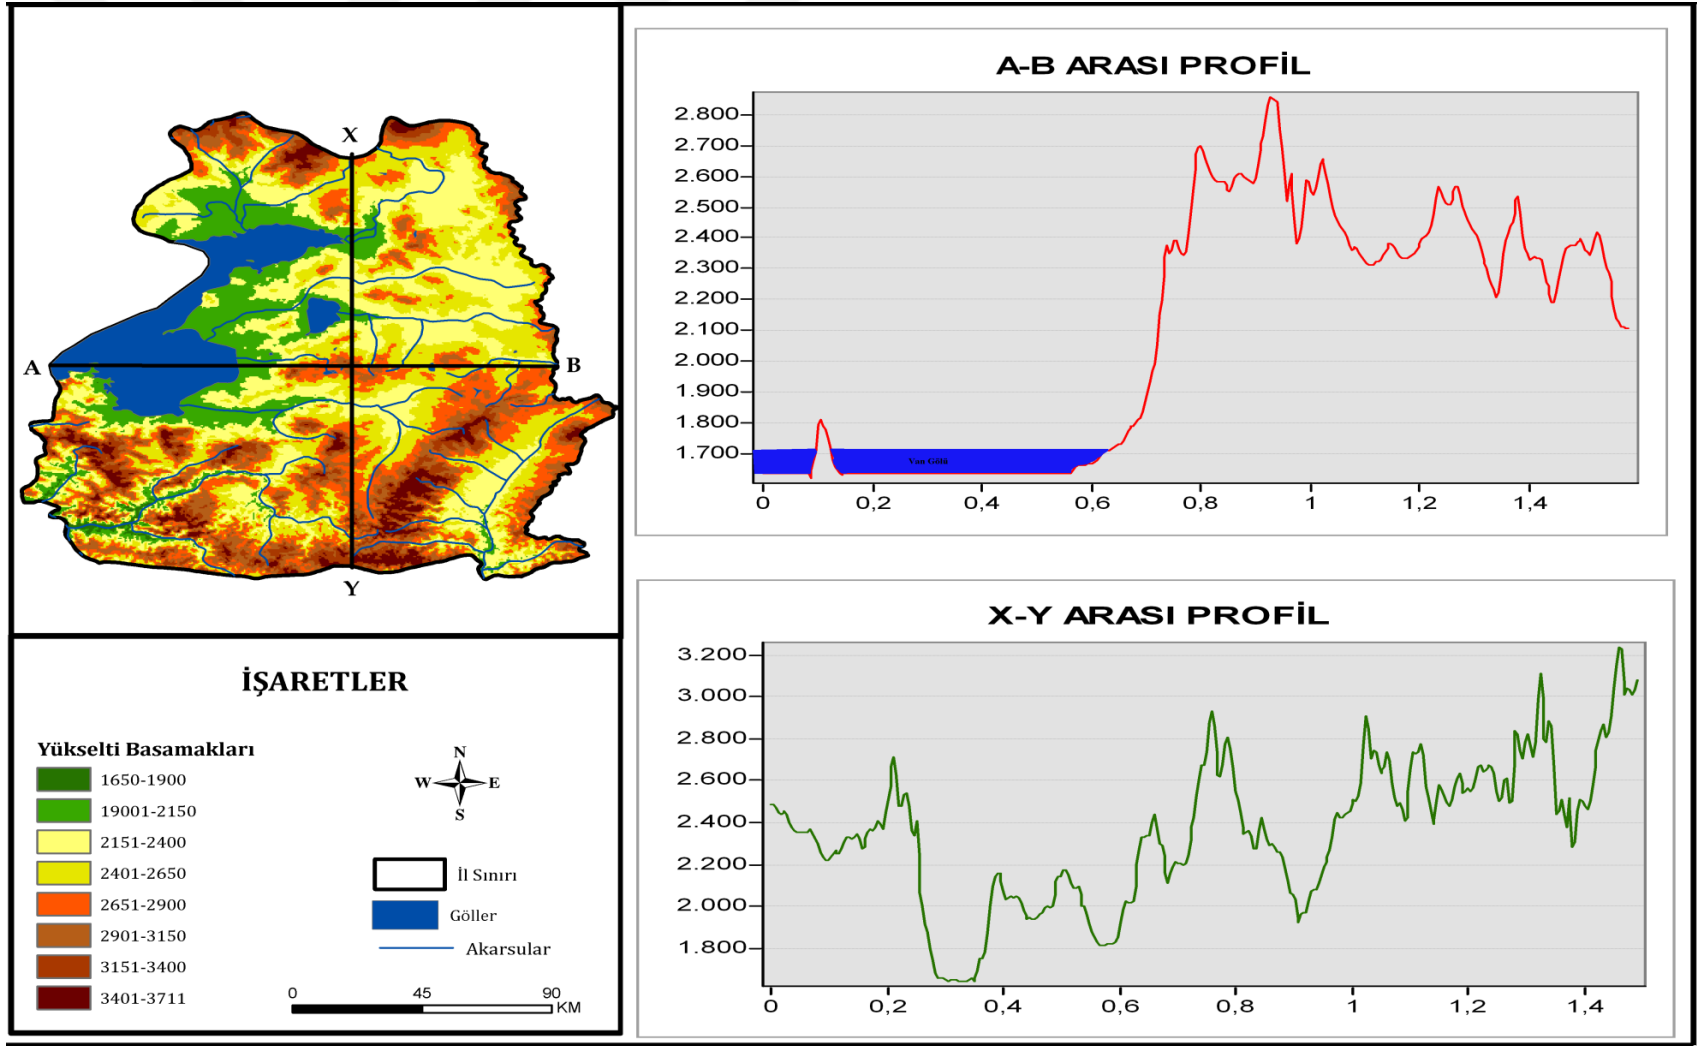 X
A
B
Y
İŞARETLER
Yükselti Basamakları
1650-1900
19001-2150
2151-2400
2401-2650
2651-2900
2901-3150
3151-3400
3401-3711
N
W
E
S
İl Sınırı
Göller
Akarsular
0 45 90
KM
A-B ARASI PROFİL
2.800
2.700
2.600
2.500
2.400
2.300
2.200
2.100
2.000
1.900
1.800
1.700
Van Gölü
0 0,2 0,4 0,6 0,8 1 1,2 1,4
X-Y ARASI PROFİL
3.200
3.000
2.800
2.600
2.400
2.200
2.000
1.800
0 0,2 0,4 0,6 0,8 1 1,2 1,4